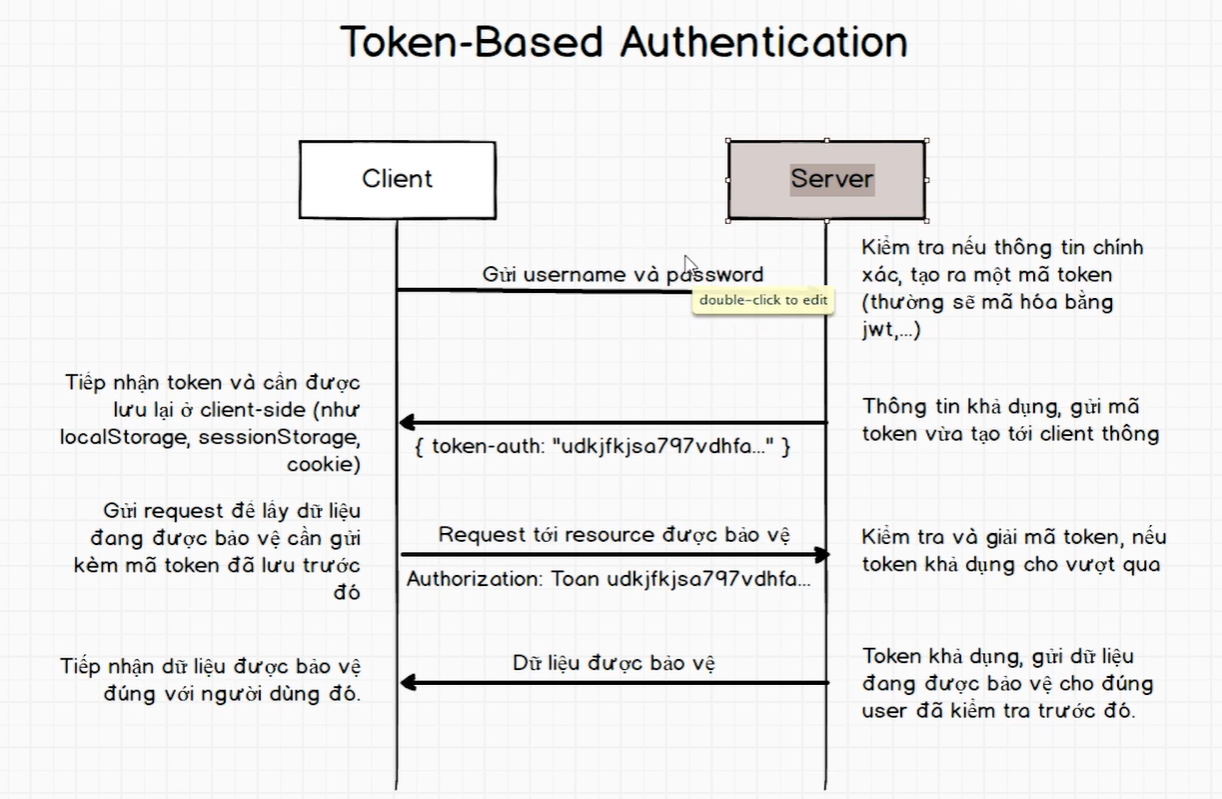 Token-Based Authentication
Client
Server
Gửi username và password
double-click to edit
Kiểm tra nếu thông tin chính
xác, tạo ra một mã token
(thường sẽ mã hóa bằng
jwt,...)
Tiếp nhận token và cần được
lưu lại ở client-side (như
localStorage, sessionStorage,
cookie)
{ token-auth: "udkjfkjsa797vdhfa..." }
Thông tin khả dụng, gửi mã
token vừa tạo tới client thông
Gửi request để lấy dữ liệu
đang được bảo vệ cần gửi
kèm mã token đã lưu trước
đó
Request tới resource được bảo vệ
Authorization: Toan udkjfkjsa797vdhfa...
Kiểm tra và giải mã token, nếu
token khả dụng cho vượt qua
Tiếp nhận dữ liệu được bảo vệ
đúng với người dùng đó.
Dữ liệu được bảo vệ
Token khả dụng, gửi dữ liệu
đang được bảo vệ cho đúng
user đã kiểm tra trước đó.